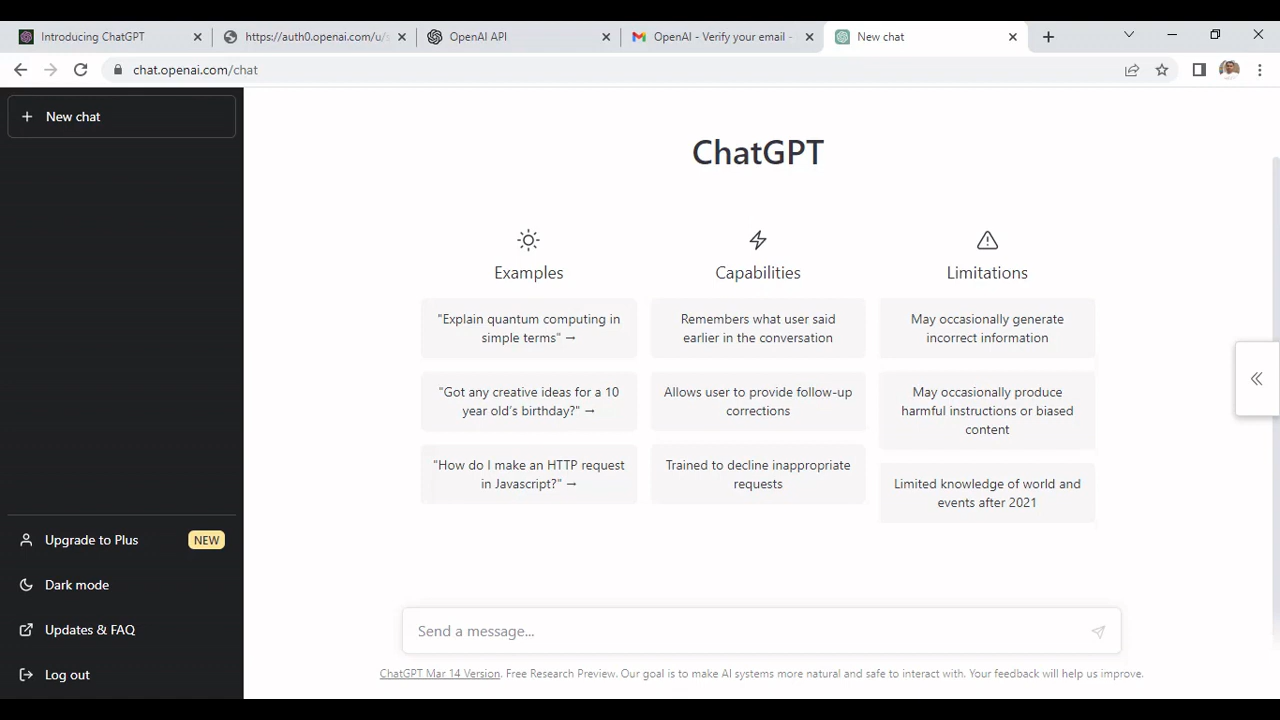 Introducing ChatGPT
https://auth0.openai.com/u/s
OpenAI API
OpenAI - Verify your email -
New chat
chat.openai.com/chat
New chat
ChatGPT
Examples
Capabilities
Limitations
"Explain quantum computing in
simple terms" →
Remembers what user said
earlier in the conversation
May occasionally generate
incorrect information
"Got any creative ideas for a 10
year old's birthday?" →
Allows user to provide follow-up
corrections
May occasionally produce
harmful instructions or biased
content
"How do I make an HTTP request
in Javascript?" →
Trained to decline inappropriate
requests
Limited knowledge of world and
events after 2021
Upgrade to Plus
NEW
Dark mode
Updates & FAQ
Log out
Send a message...
ChatGPT Mar 14 Version. Free Research Preview. Our goal is to make AI systems more natural and safe to interact with. Your feedback will help us improve.